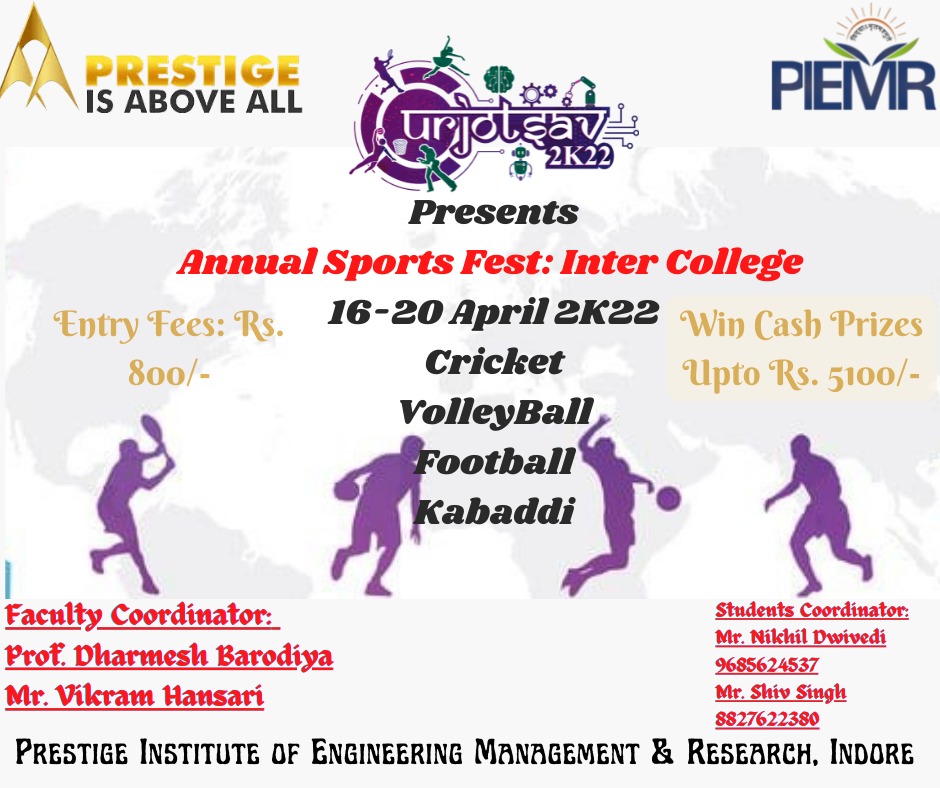 PRESTIGE
IS ABOVE ALL
PIEMR
urjotsav
2K22
Presents
Annual Sports Fest: Inter College
16-20 April 2K22
Entry Fees: Rs.
800/-
Win Cash Prizes
Upto Rs. 5100/-
Cricket
VolleyBall
Football
Kabaddi
Faculty Coordinator:
Prof. Dharmesh Barodiya
Mr. Vikram Hansari
Students Coordinator:
Mr. Nikhil Dwivedi
9685624537
Mr. Shiv Singh
8827622380
Prestige Institute of Engineering Management & Research, Indore